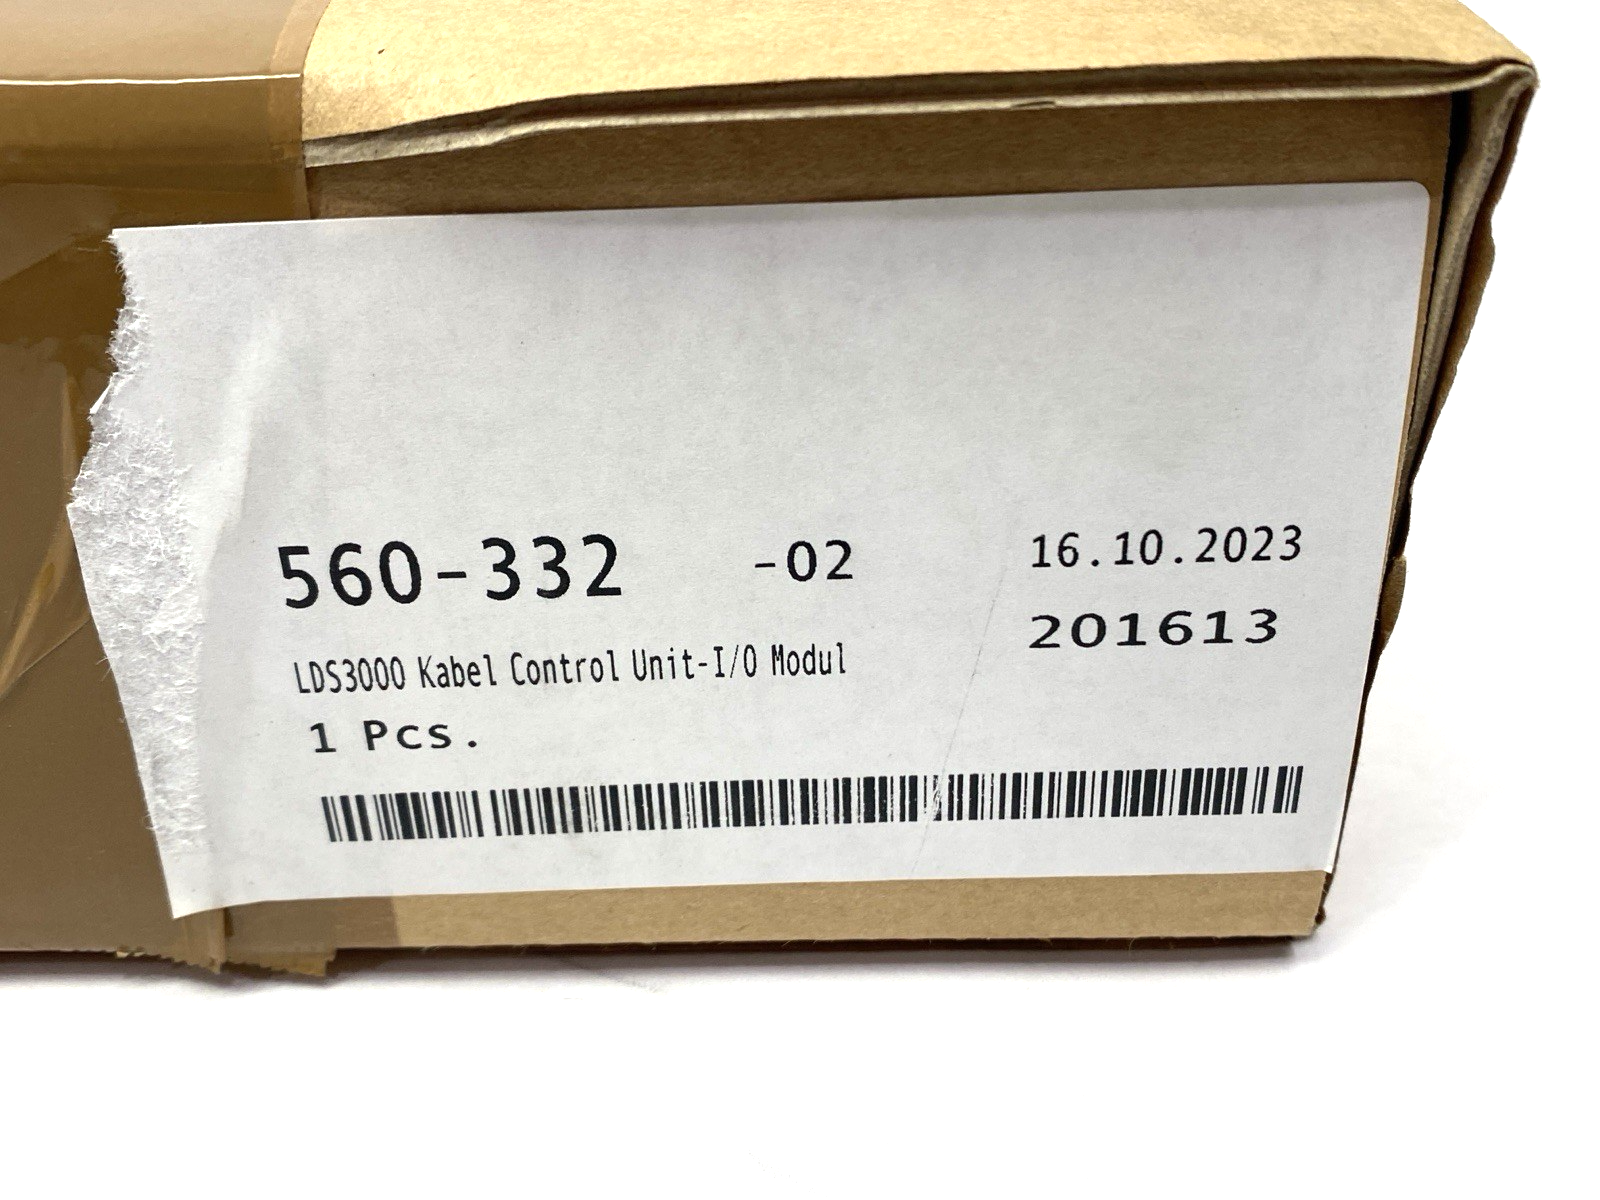 560-332 -02 16.10.2023
201613
LDS3000 Kabel Control Unit-I/O Modul
1 Pcs.